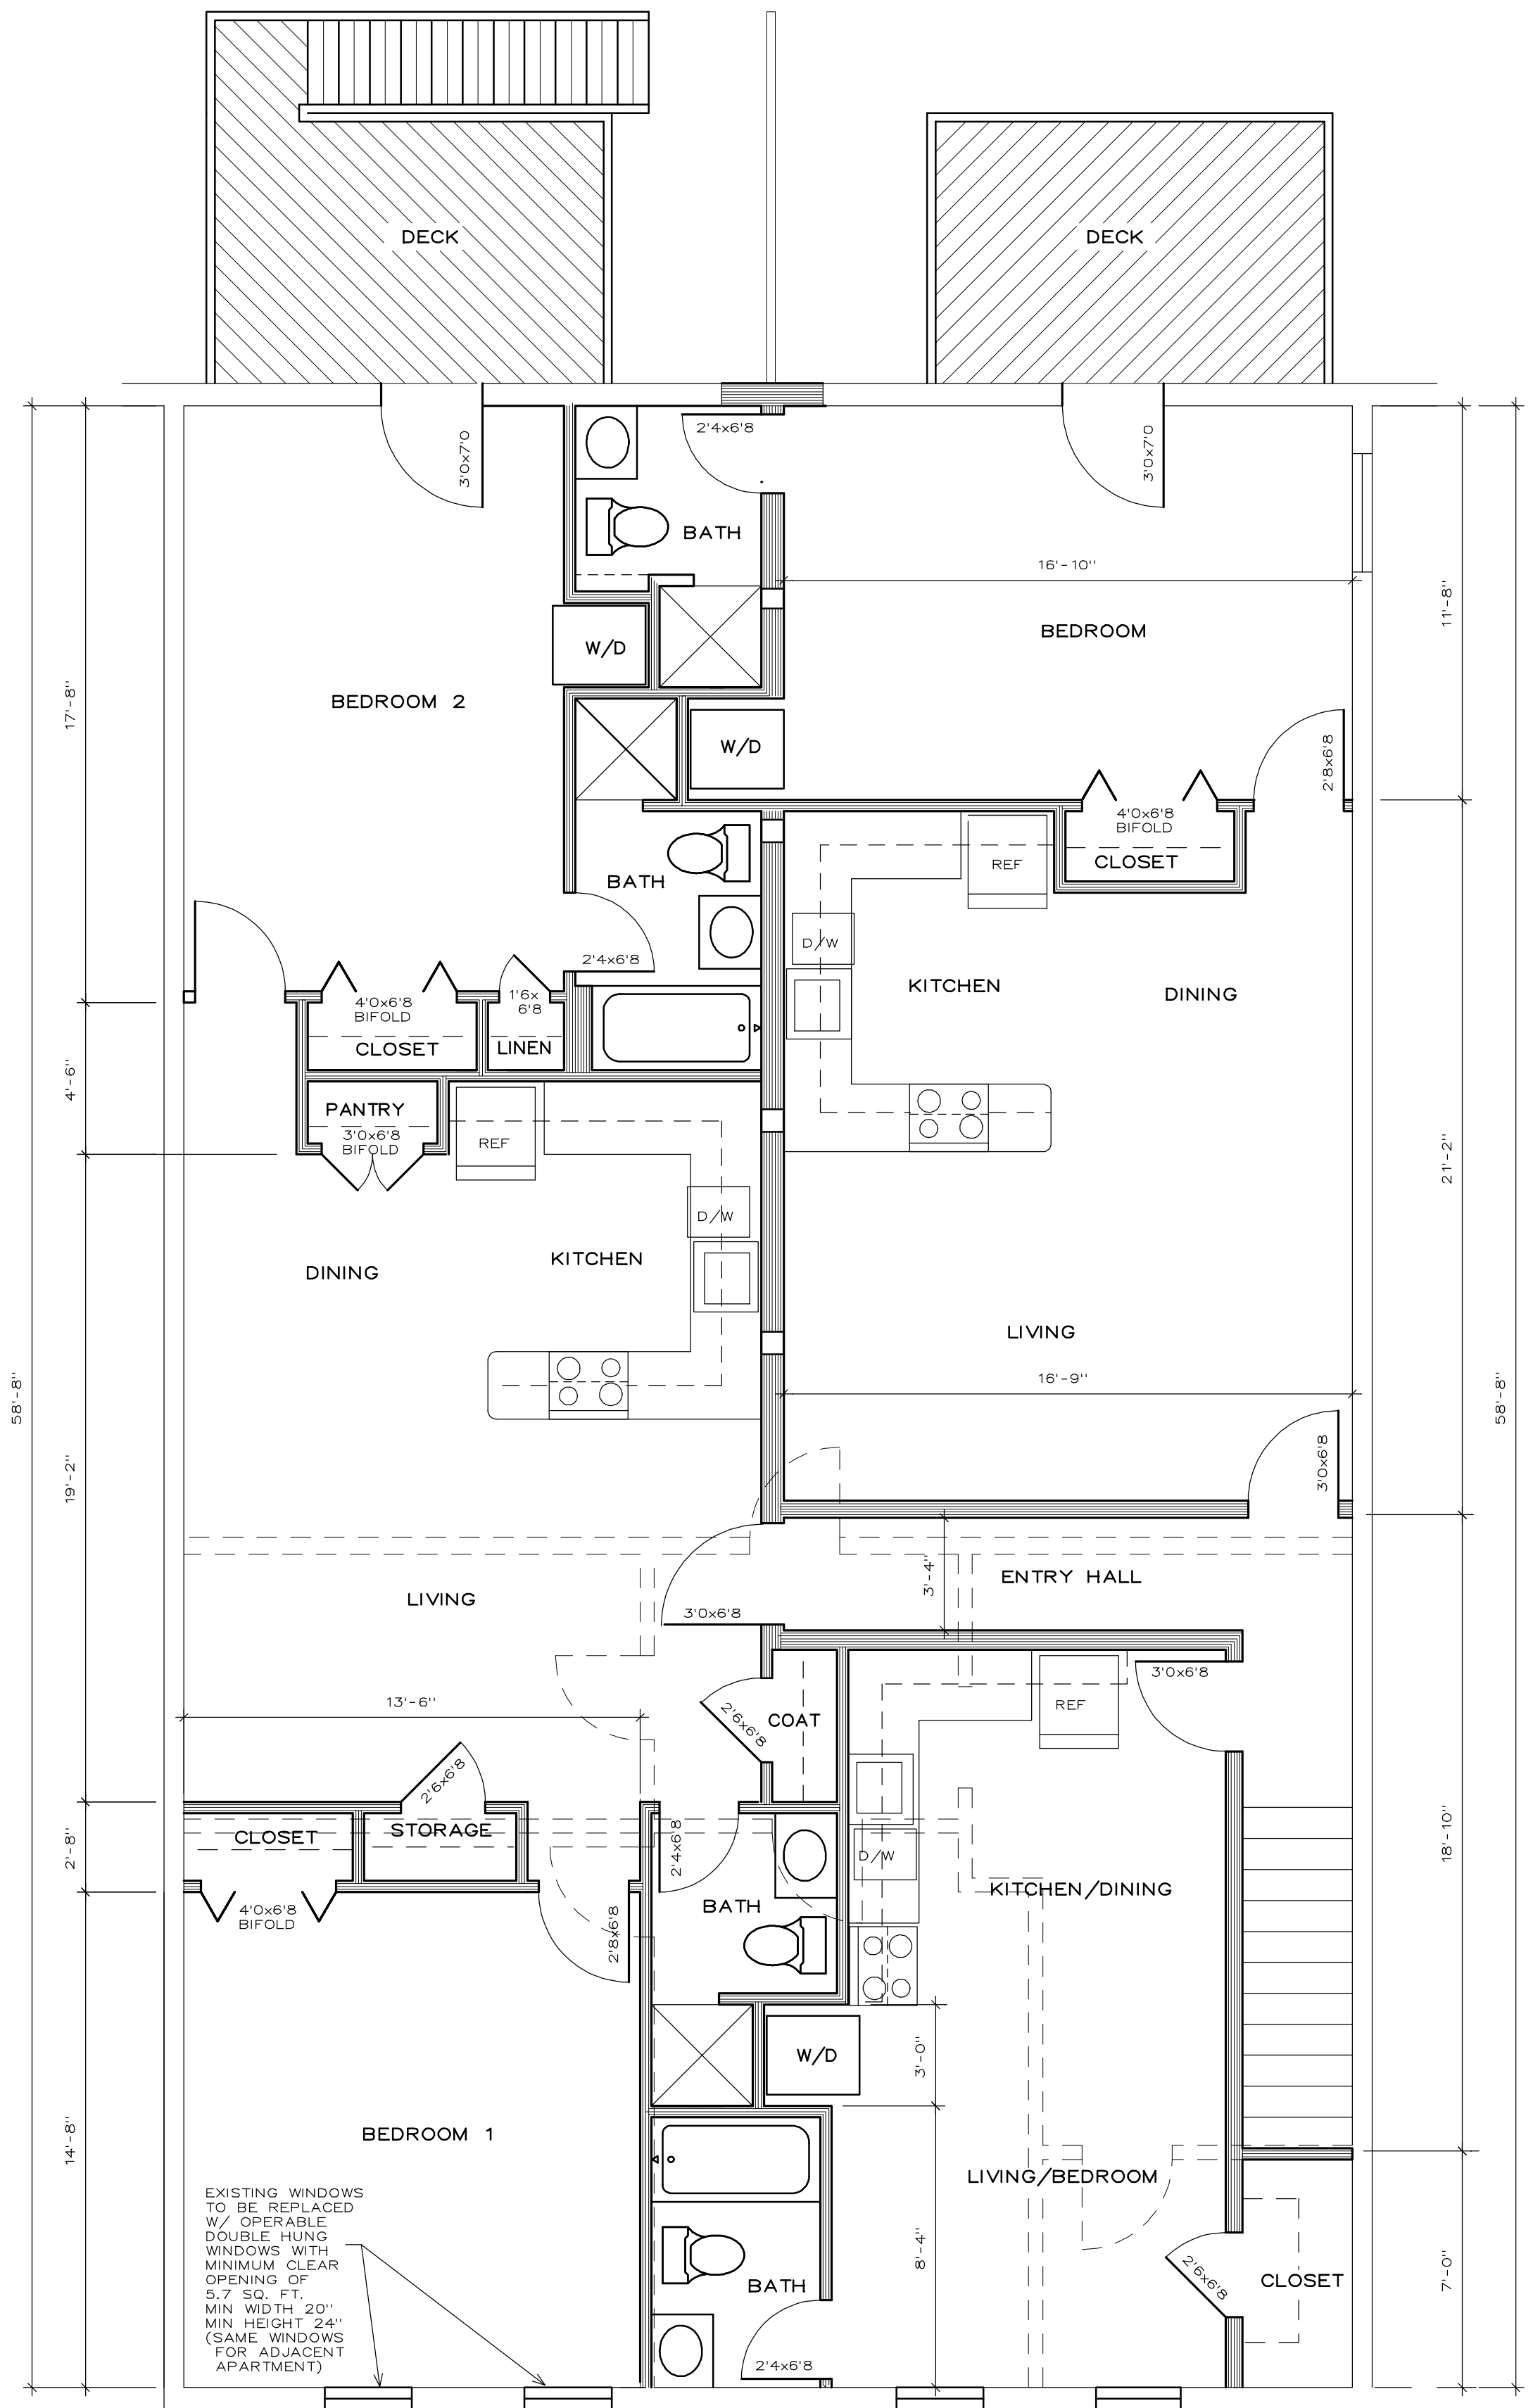 DECK
DECK
2'4x6'8
3'0x7'0
3'0x7'0
BATH
16'-10"
11'-8"
BEDROOM
W/D
BEDROOM 2
17'-8"
W/D
2'8x6'8
4'0x6'8
BIFOLD
CLOSET
REF
BATH
D/W
2'4x6'8
KITCHEN
DINING
4'0x6'8
BIFOLD
1'6x
6'8
CLOSET
LINEN
4'-6"
PANTRY
3'0x6'8
BIFOLD
REF
21'-2"
D/W
KITCHEN
DINING
LIVING
16'-9"
58'-8"
58'-8"
19'-2"
3'0x6'8
3'-4"
ENTRY HALL
LIVING
3'0x6'8
3'0x6'8
13'-6"
REF
2'6x6'8
COAT
2'6x6'8
CLOSET
STORAGE
2'-8"
2'4x6'8
D/W
18'-10"
KITCHEN/DINING
4'0x6'8
BIFOLD
BATH
2'8x6'8
3'-0"
W/D
BEDROOM 1
14'-8"
LIVING/BEDROOM
EXISTING WINDOWS
TO BE REPLACED
W/ OPERABLE
DOUBLE HUNG
WINDOWS WITH
MINIMUM CLEAR
OPENING OF
5.7 SQ. FT.
MIN WIDTH 20"
MIN HEIGHT 24"
(SAME WINDOWS
FOR ADJACENT
APARTMENT)
8'-4"
2'6x6'8
CLOSET
7'-0"
BATH
2'4x6'8